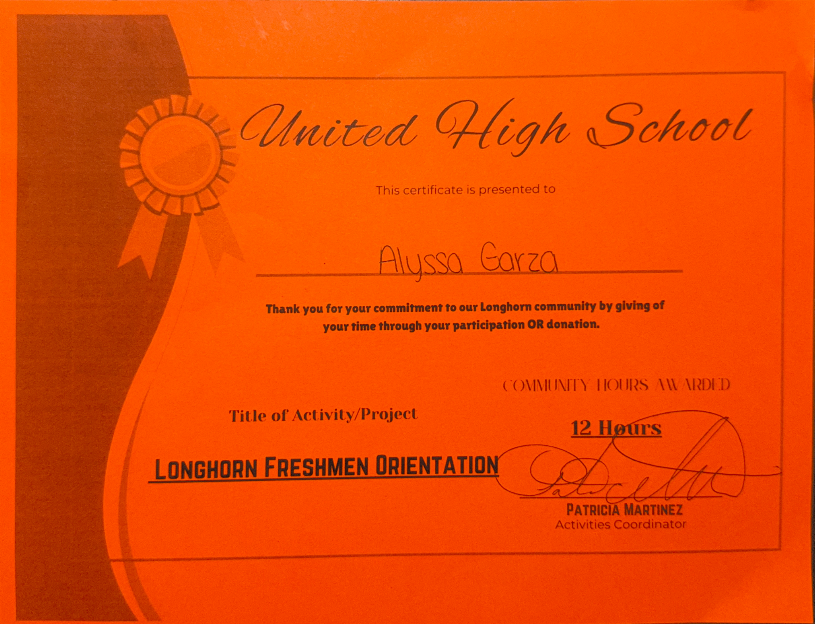 United High School
This certificate is presented to
Alyssa Garza
Thank you for your commitment to our Longhorn community by giving of
your time through your participation OR donation.
COMMUNITY HOURS AWARDED
Title of Activity/Project
12 Hours
LONGHORN FRESHMEN ORIENTATION
PATRICIA MARTINEZ
Activities Coordinator